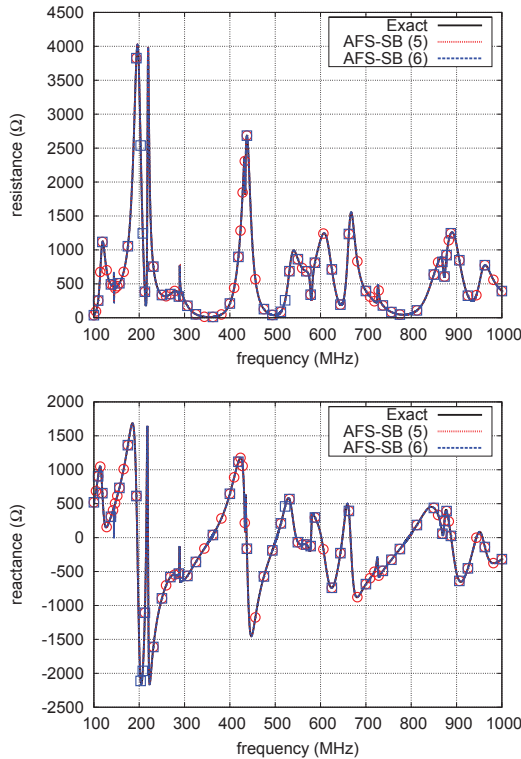 Exact
AFS-SB (5)
AFS-SB (6)
resistance (Ω)
4500
4000
3500
3000
2500
2000
1500
1000
500
0
100 200 300 400 500 600 700 800 900 1000
frequency (MHz)
Exact
AFS-SB (5)
AFS-SB (6)
reactance (Ω)
2000
1500
1000
500
0
-500
-1000
-1500
-2000
-2500
100 200 300 400 500 600 700 800 900 1000
frequency (MHz)